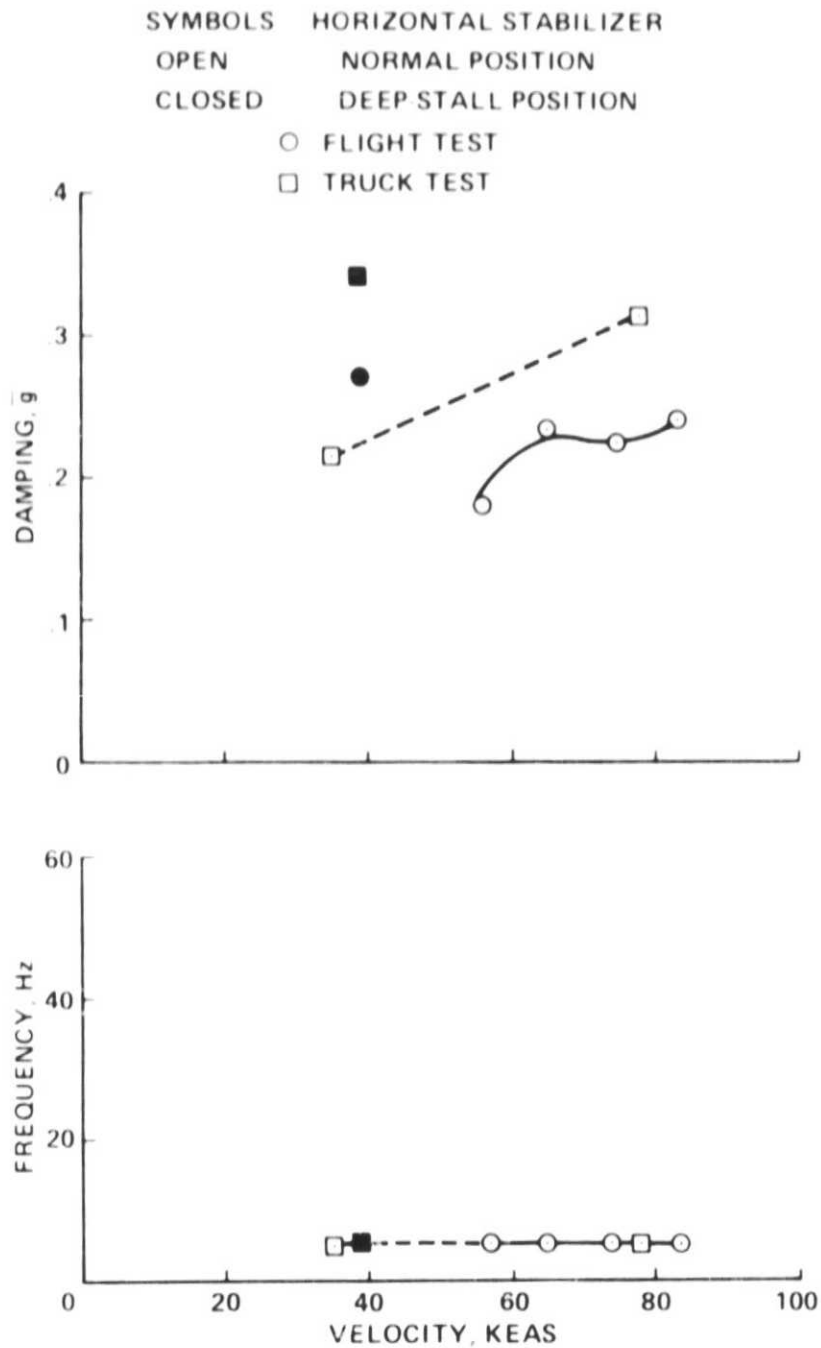 SYMBOLS HORIZONTAL STABILIZER
OPEN NORMAL POSITION
CLOSED DEEP STALL POSITION
FLIGHT TEST
TRUCK TEST
.4
.3
.2
.1
0
DAMPING, g̅
60
40
20
FREQUENCY, Hz
0 20 40 60 80 100
VELOCITY, KEAS